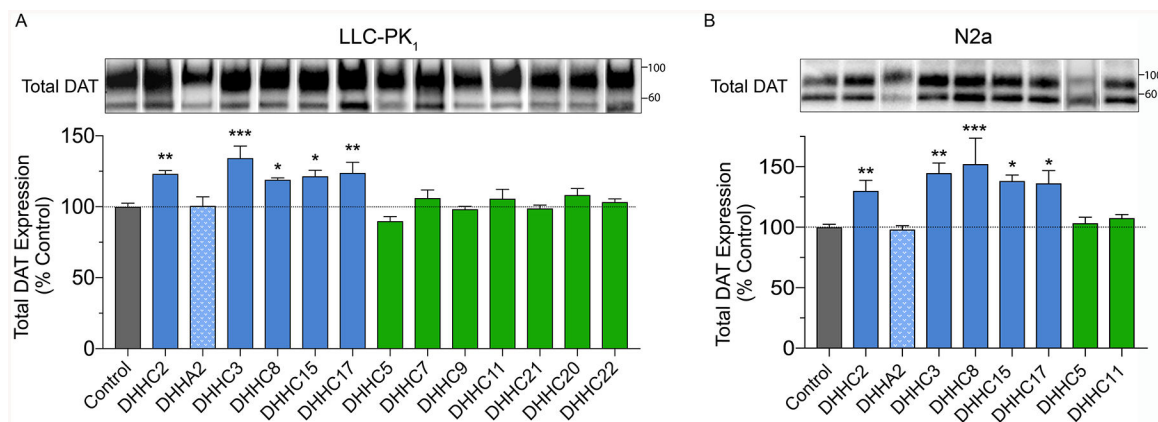 A
LLC-PK1
Total DAT
100
60
Total DAT Expression
(% Control)
150
100
50
0
**
***
*
*
**
Control
DHHC2
DHHA2
DHHC3
DHHC8
DHHC15
DHHC17
DHHC5
DHHC7
DHHC9
DHHC11
DHHC21
DHHC20
DHHC22
B
N2a
Total DAT
100
60
Total DAT Expression
(% Control)
150
100
50
0
**
**
***
*
*
Control
DHHC2
DHHA2
DHHC3
DHHC8
DHHC15
DHHC17
DHHC5
DHHC11